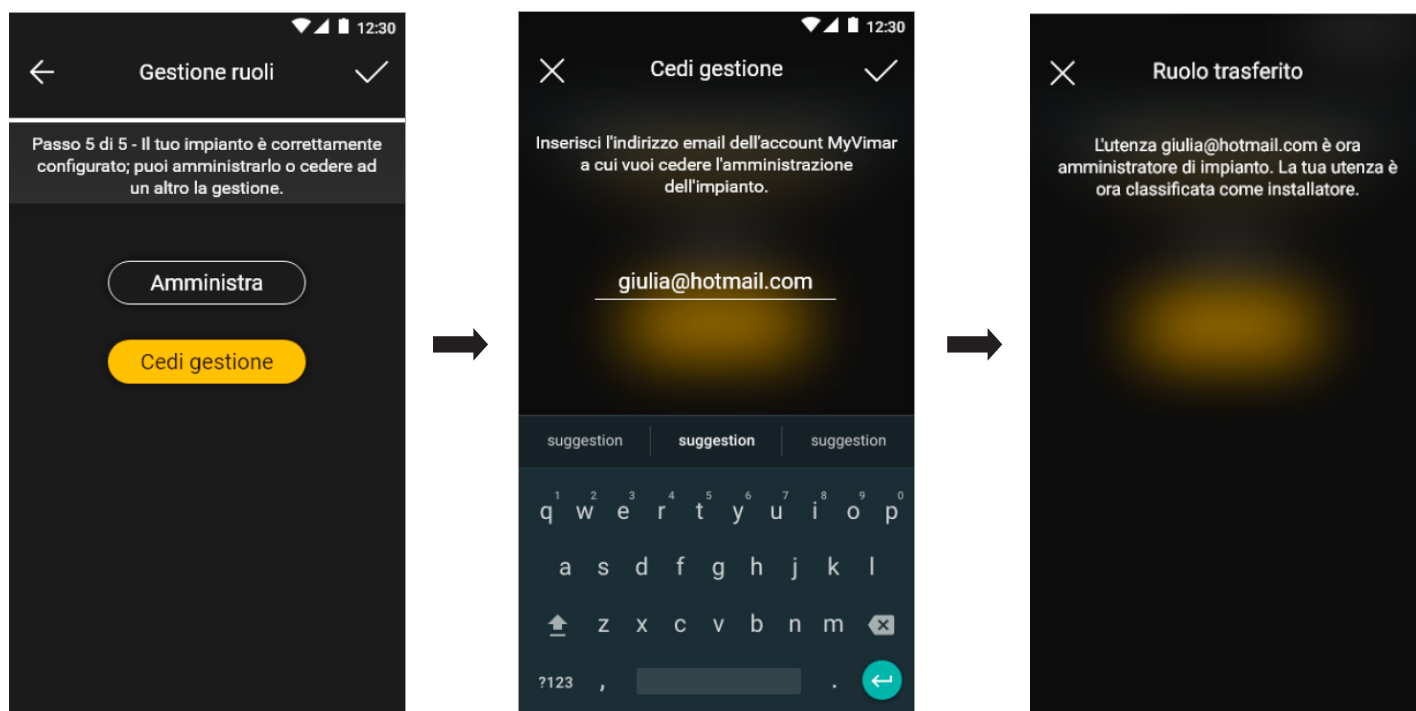 12:30
Gestione ruoli
Passo 5 di 5 - Il tuo impianto è correttamente
configurato; puoi amministrarlo o cedere ad
un altro la gestione.
Amministra
Cedi gestione
12:30
Cedi gestione
Inserisci l'indirizzo email dell'account MyVimar
a cui vuoi cedere l'amministrazione
dell'impianto.
giulia@hotmail.com
suggestion suggestion suggestion
1 2 3 4 5 6 7 8 9 0
q w e r t y u i o p
a s d f g h j k l
z x c v b n m
?123 , .
Ruolo trasferito
L'utenza giulia@hotmail.com è ora
amministratore di impianto. La tua utenza è
ora classificata come installatore.